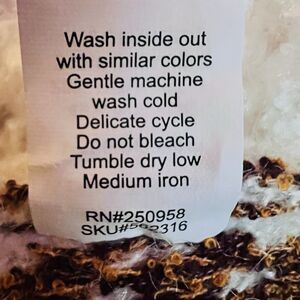 Wash inside out
with similar colors
Gentle machine
wash cold
Delicate cycle
Do not bleach
Tumble dry low
Medium iron
RN#250958